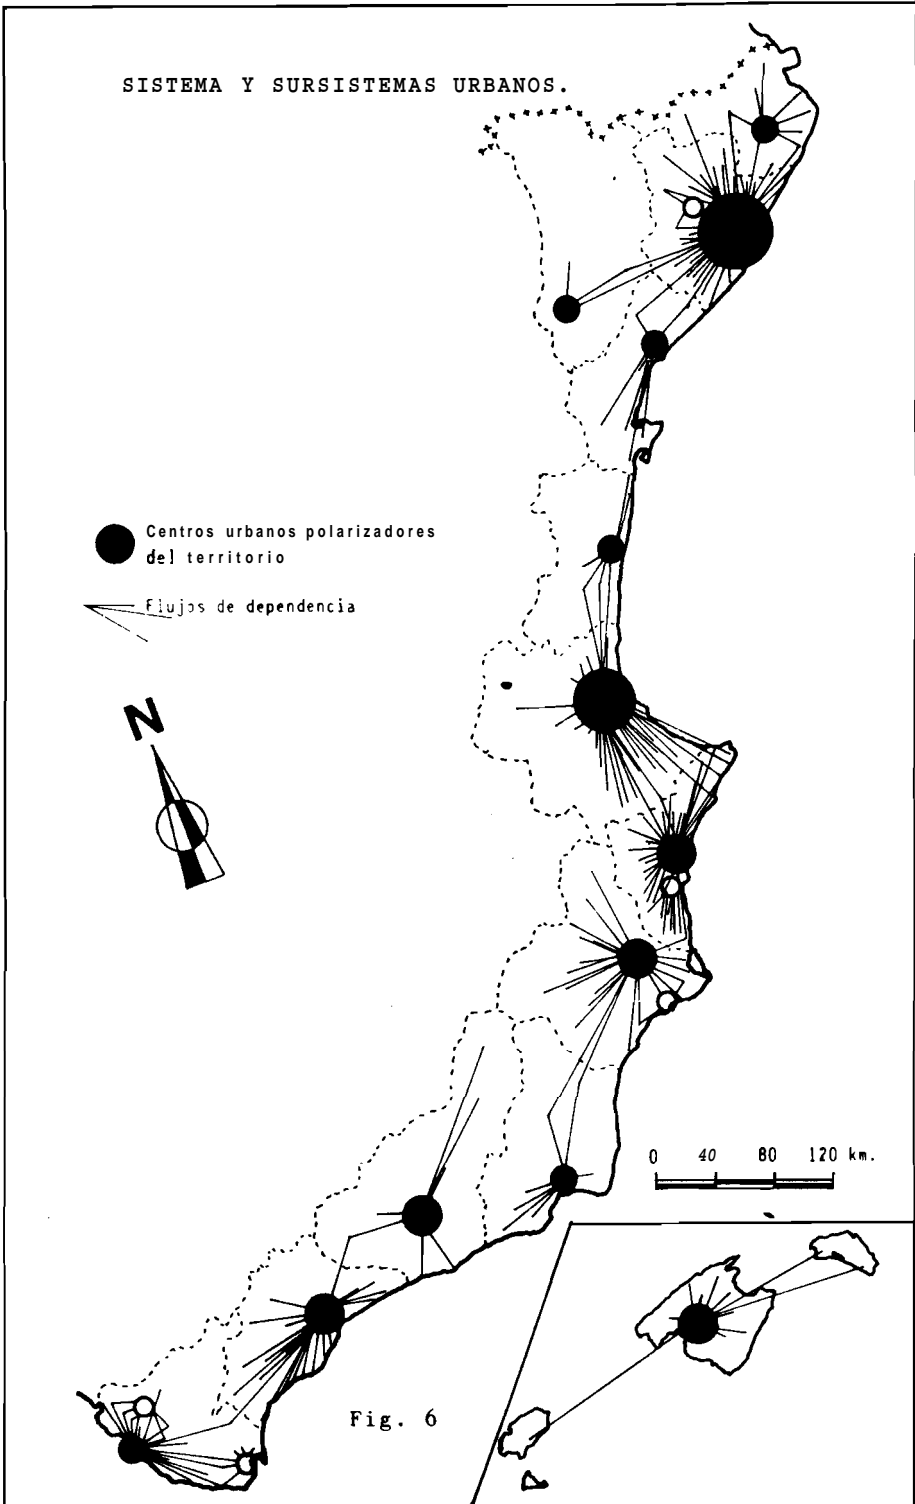 SISTEMA Y SURSISTEMAS URBANOS.
Centros urbanos polarizadores
del territorio
Flujos de dependencia
N
0 40 80 120 km.
Fig. 6